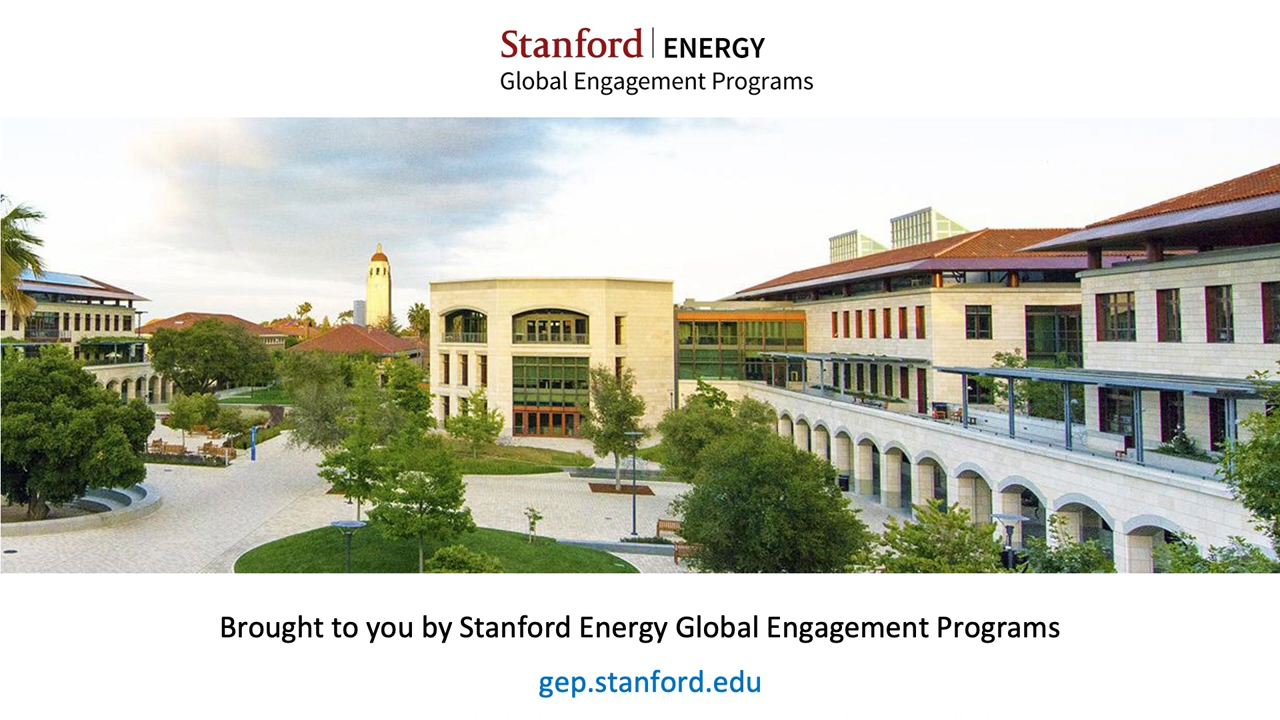 Stanford | ENERGY
Global Engagement Programs
Brought to you by Stanford Energy Global Engagement Programs
gep.stanford.edu